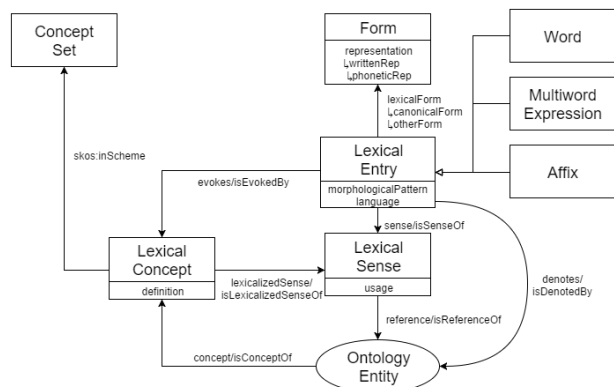 Concept
Set
Form
representation
↳writtenRep
↳phoneticRep
Word
lexicalForm
↳canonicalForm
↳otherForm
Multiword
Expression
skos:inScheme
Lexical
Entry
morphologicalPattern
language
Affix
evokes/isEvokedBy
sense/isSenseOf
Lexical
Concept
definition
lexicalizedSense/
isLexicalizedSenseOf
Lexical
Sense
usage
denotes/
isDenotedBy
reference/isReferenceOf
concept/isConceptOf
Ontology
Entity